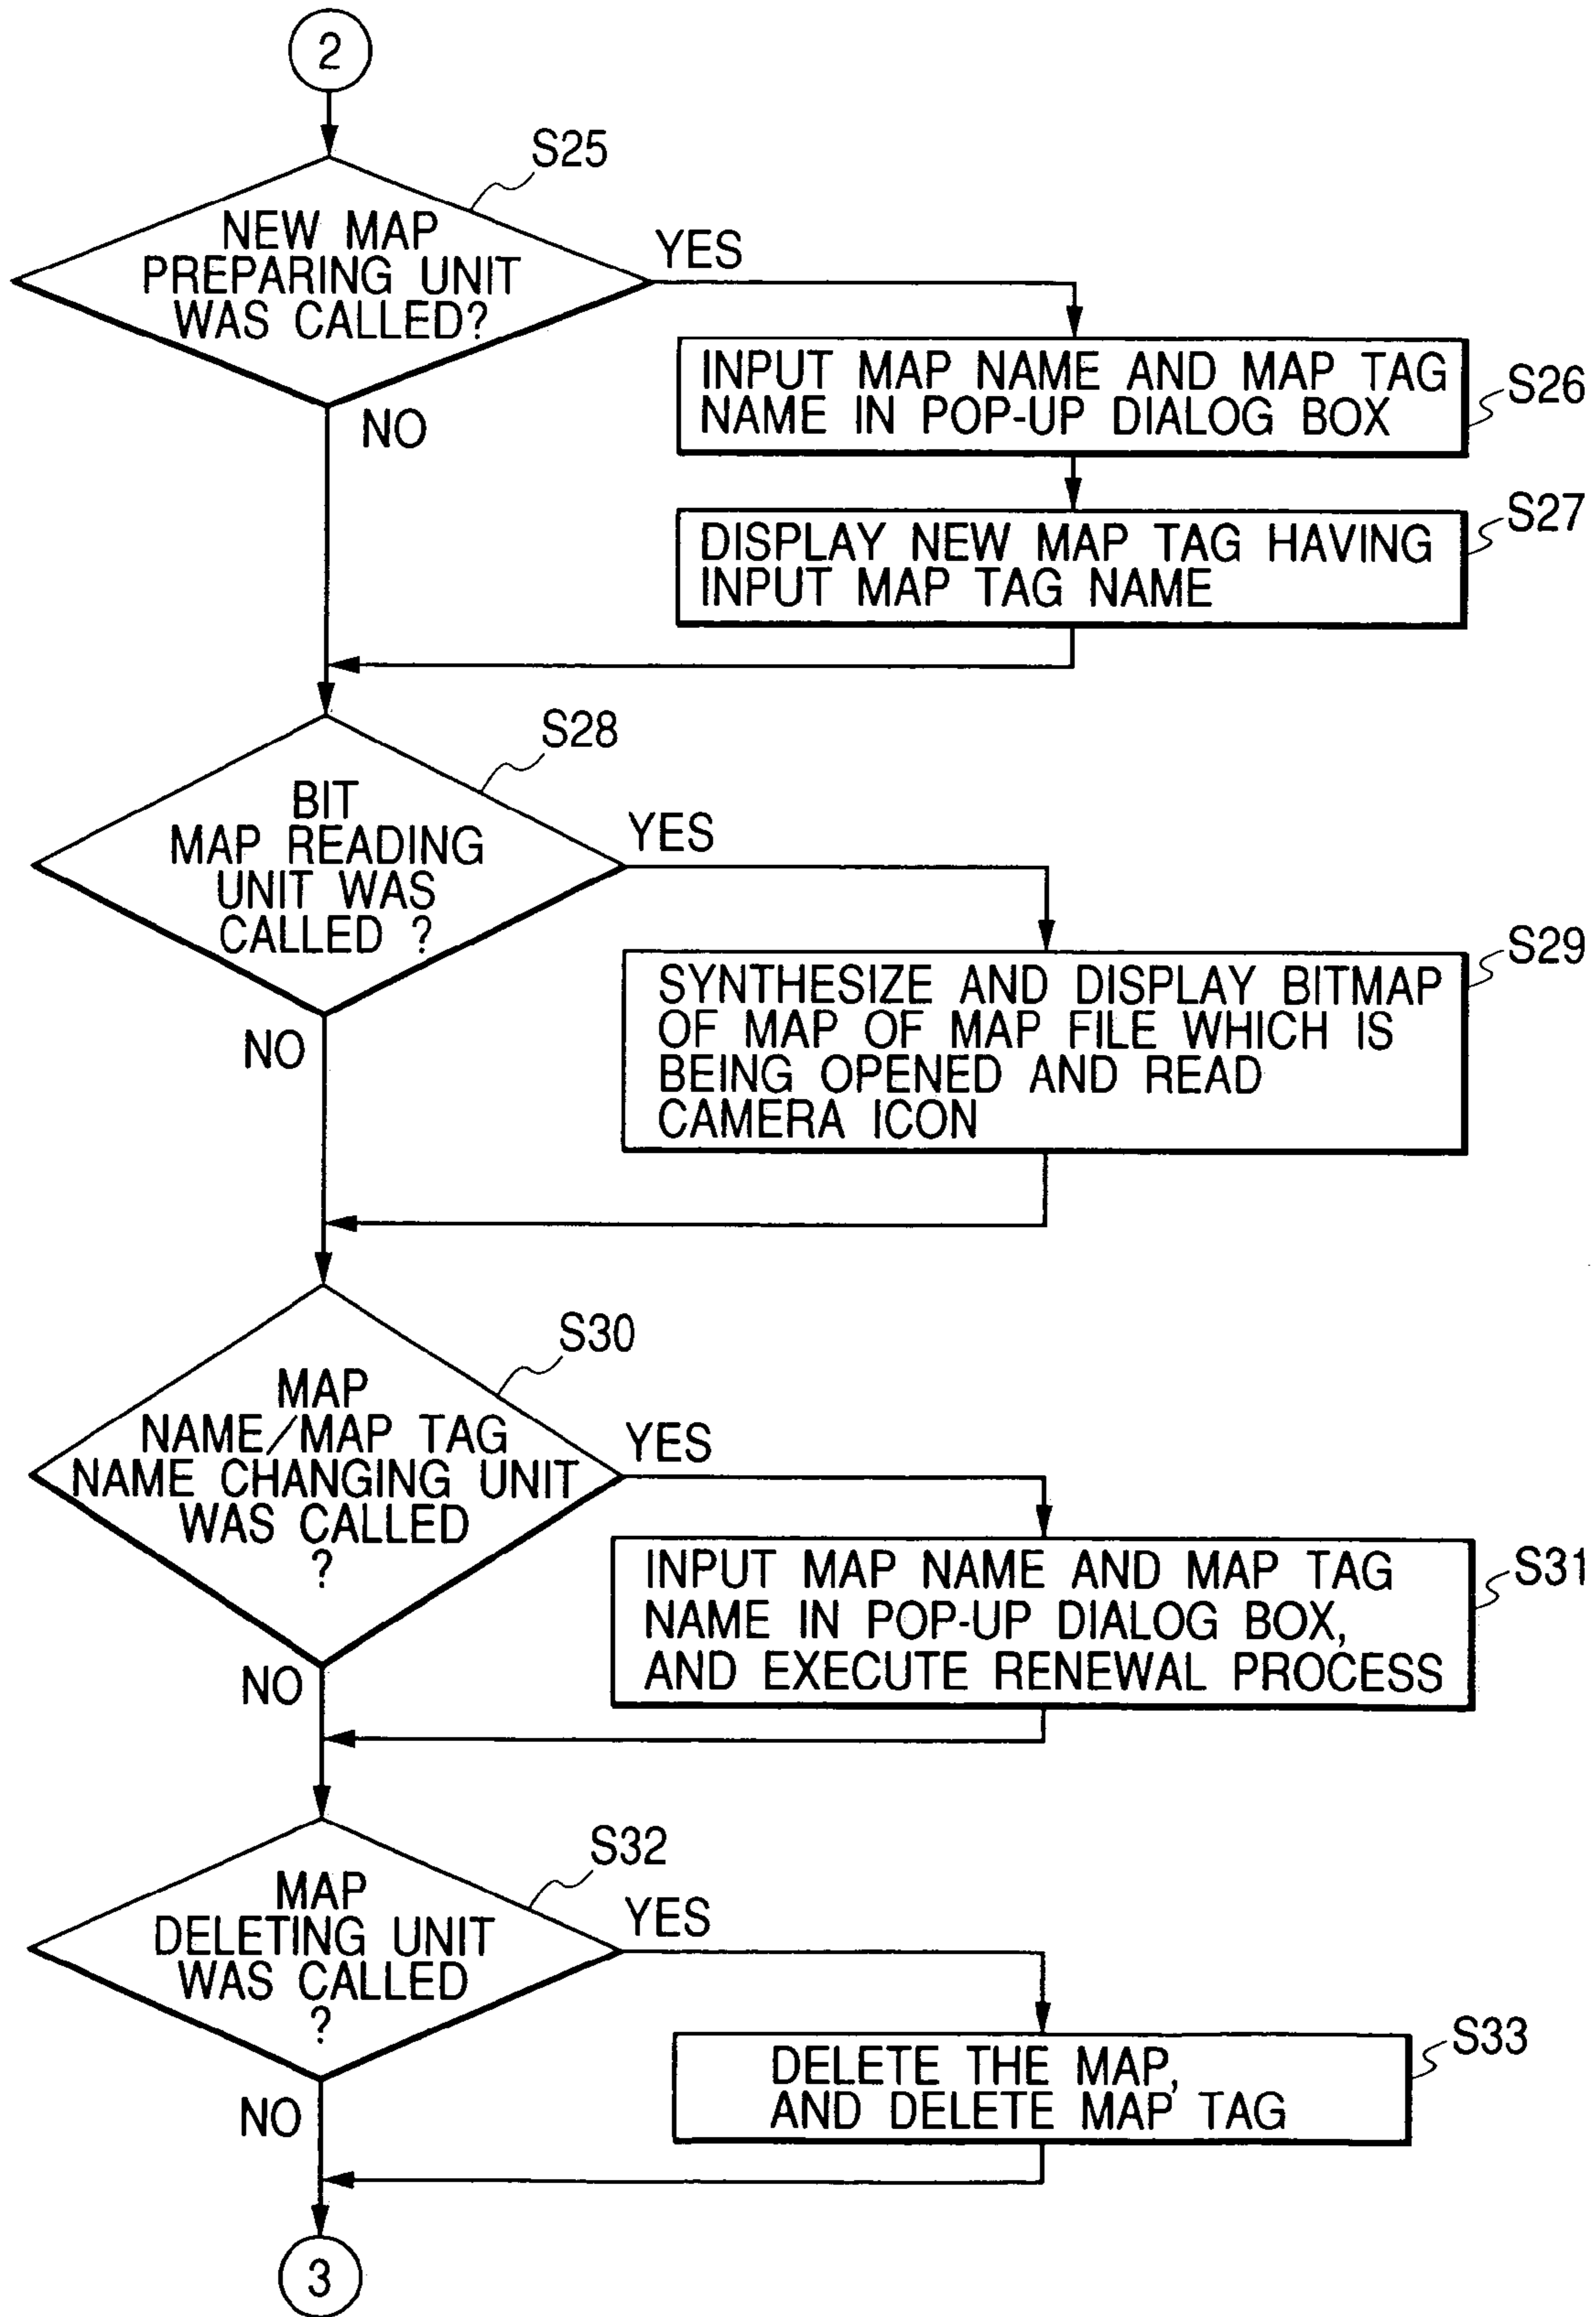 2
S25
NEW MAP
PREPARING UNIT
WAS CALLED?
YES
NO
INPUT MAP NAME AND MAP TAG
NAME IN POP-UP DIALOG BOX
S26
DISPLAY NEW MAP TAG HAVING
INPUT MAP TAG NAME
S27
S28
BIT
MAP READING
UNIT WAS
CALLED ?
YES
NO
SYNTHESIZE AND DISPLAY BITMAP
OF MAP OF MAP FILE WHICH IS
BEING OPENED AND READ
CAMERA ICON
S29
S30
MAP
NAME/MAP TAG
NAME CHANGING UNIT
WAS CALLED
?
YES
NO
INPUT MAP NAME AND MAP TAG
NAME IN POP-UP DIALOG BOX,
AND EXECUTE RENEWAL PROCESS
S31
S32
MAP
DELETING UNIT
WAS CALLED
?
YES
NO
DELETE THE MAP,
AND DELETE MAP TAG
S33
3